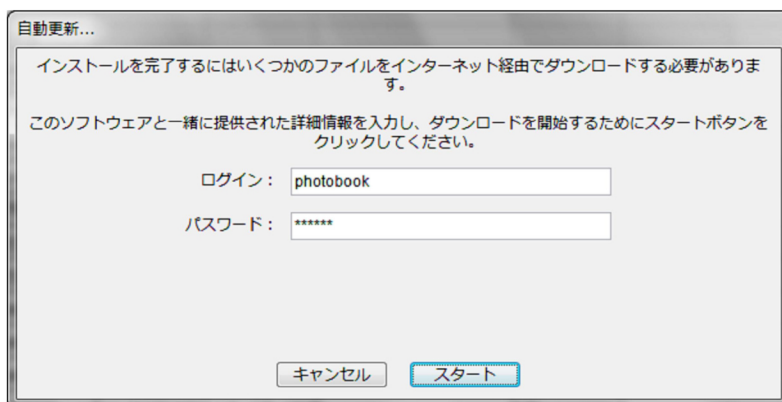 自動更新...
インストールを完了するにはいくつかのファイルをインターネット経由でダウンロードする必要がありま
す。
このソフトウェアと一緒に提供された詳細情報を入力し、ダウンロードを開始するためにスタートボタンを
クリックしてください。
ログイン： photobook
パスワード： ******
キャンセル スタート